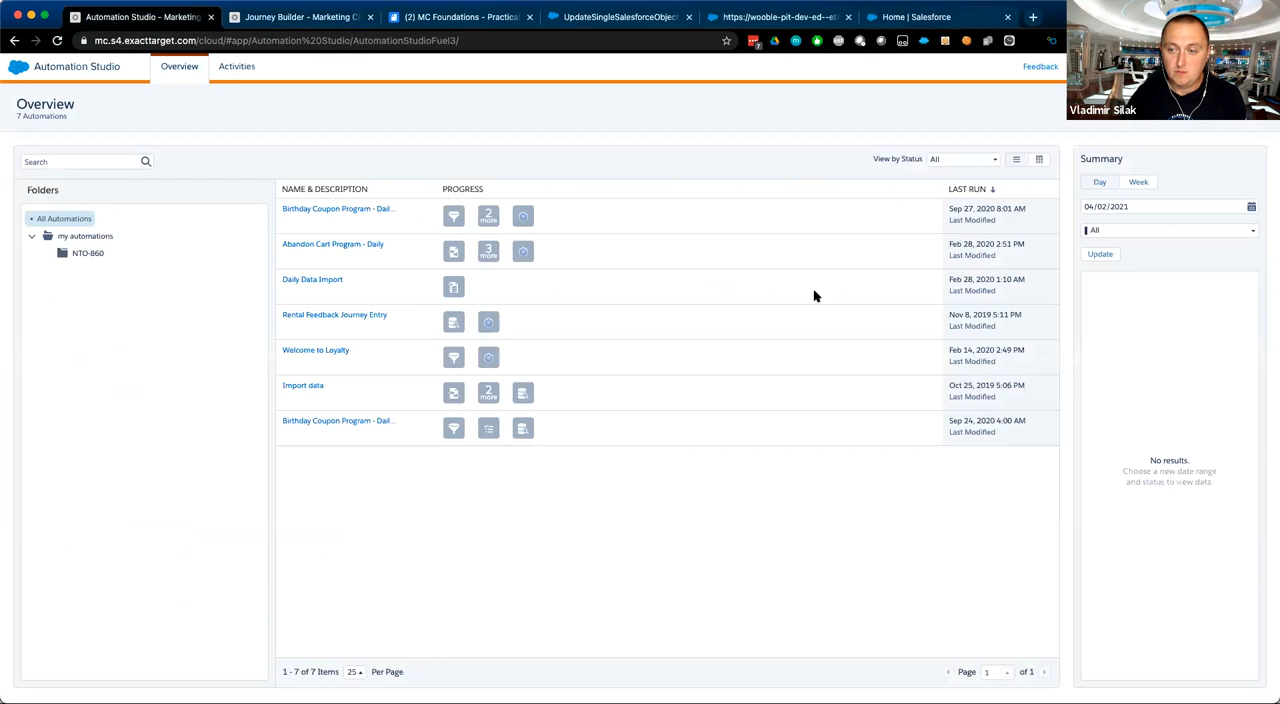 Automation Studio - Marketing
Journey Builder - Marketing C
(2) MC Foundations - Practical
UpdateSingleSalesforceObject
https://wooble-pit-dev-ed--et
Home | Salesforce
mc.s4.exacttarget.com/cloud/#app/Automation%20Studio/AutomationStudioFuel3/
7
Vladimir Silak
Automation Studio
Overview
Activities
Feedback
Overview
7 Automations
Search
View by Status
All
Folders
All Automations
my automations
NTO-860
NAME & DESCRIPTION
PROGRESS
LAST RUN
Birthday Coupon Program - Dail...
2 more
Sep 27, 2020 8:01 AM
Last Modified
Abandon Cart Program - Daily
3 more
Feb 28, 2020 2:51 PM
Last Modified
Daily Data Import
Feb 28, 2020 1:10 AM
Last Modified
Rental Feedback Journey Entry
Nov 8, 2019 5:11 PM
Last Modified
Welcome to Loyalty
Feb 14, 2020 2:49 PM
Last Modified
Import data
2 more
Oct 25, 2019 5:06 PM
Last Modified
Birthday Coupon Program - Dail...
Sep 24, 2020 4:00 AM
Last Modified
1 - 7 of 7 Items
25
Per Page
Page
1
of 1
Summary
Day
Week
04/02/2021
All
Update
No results.
Choose a new date range
and status to view data.